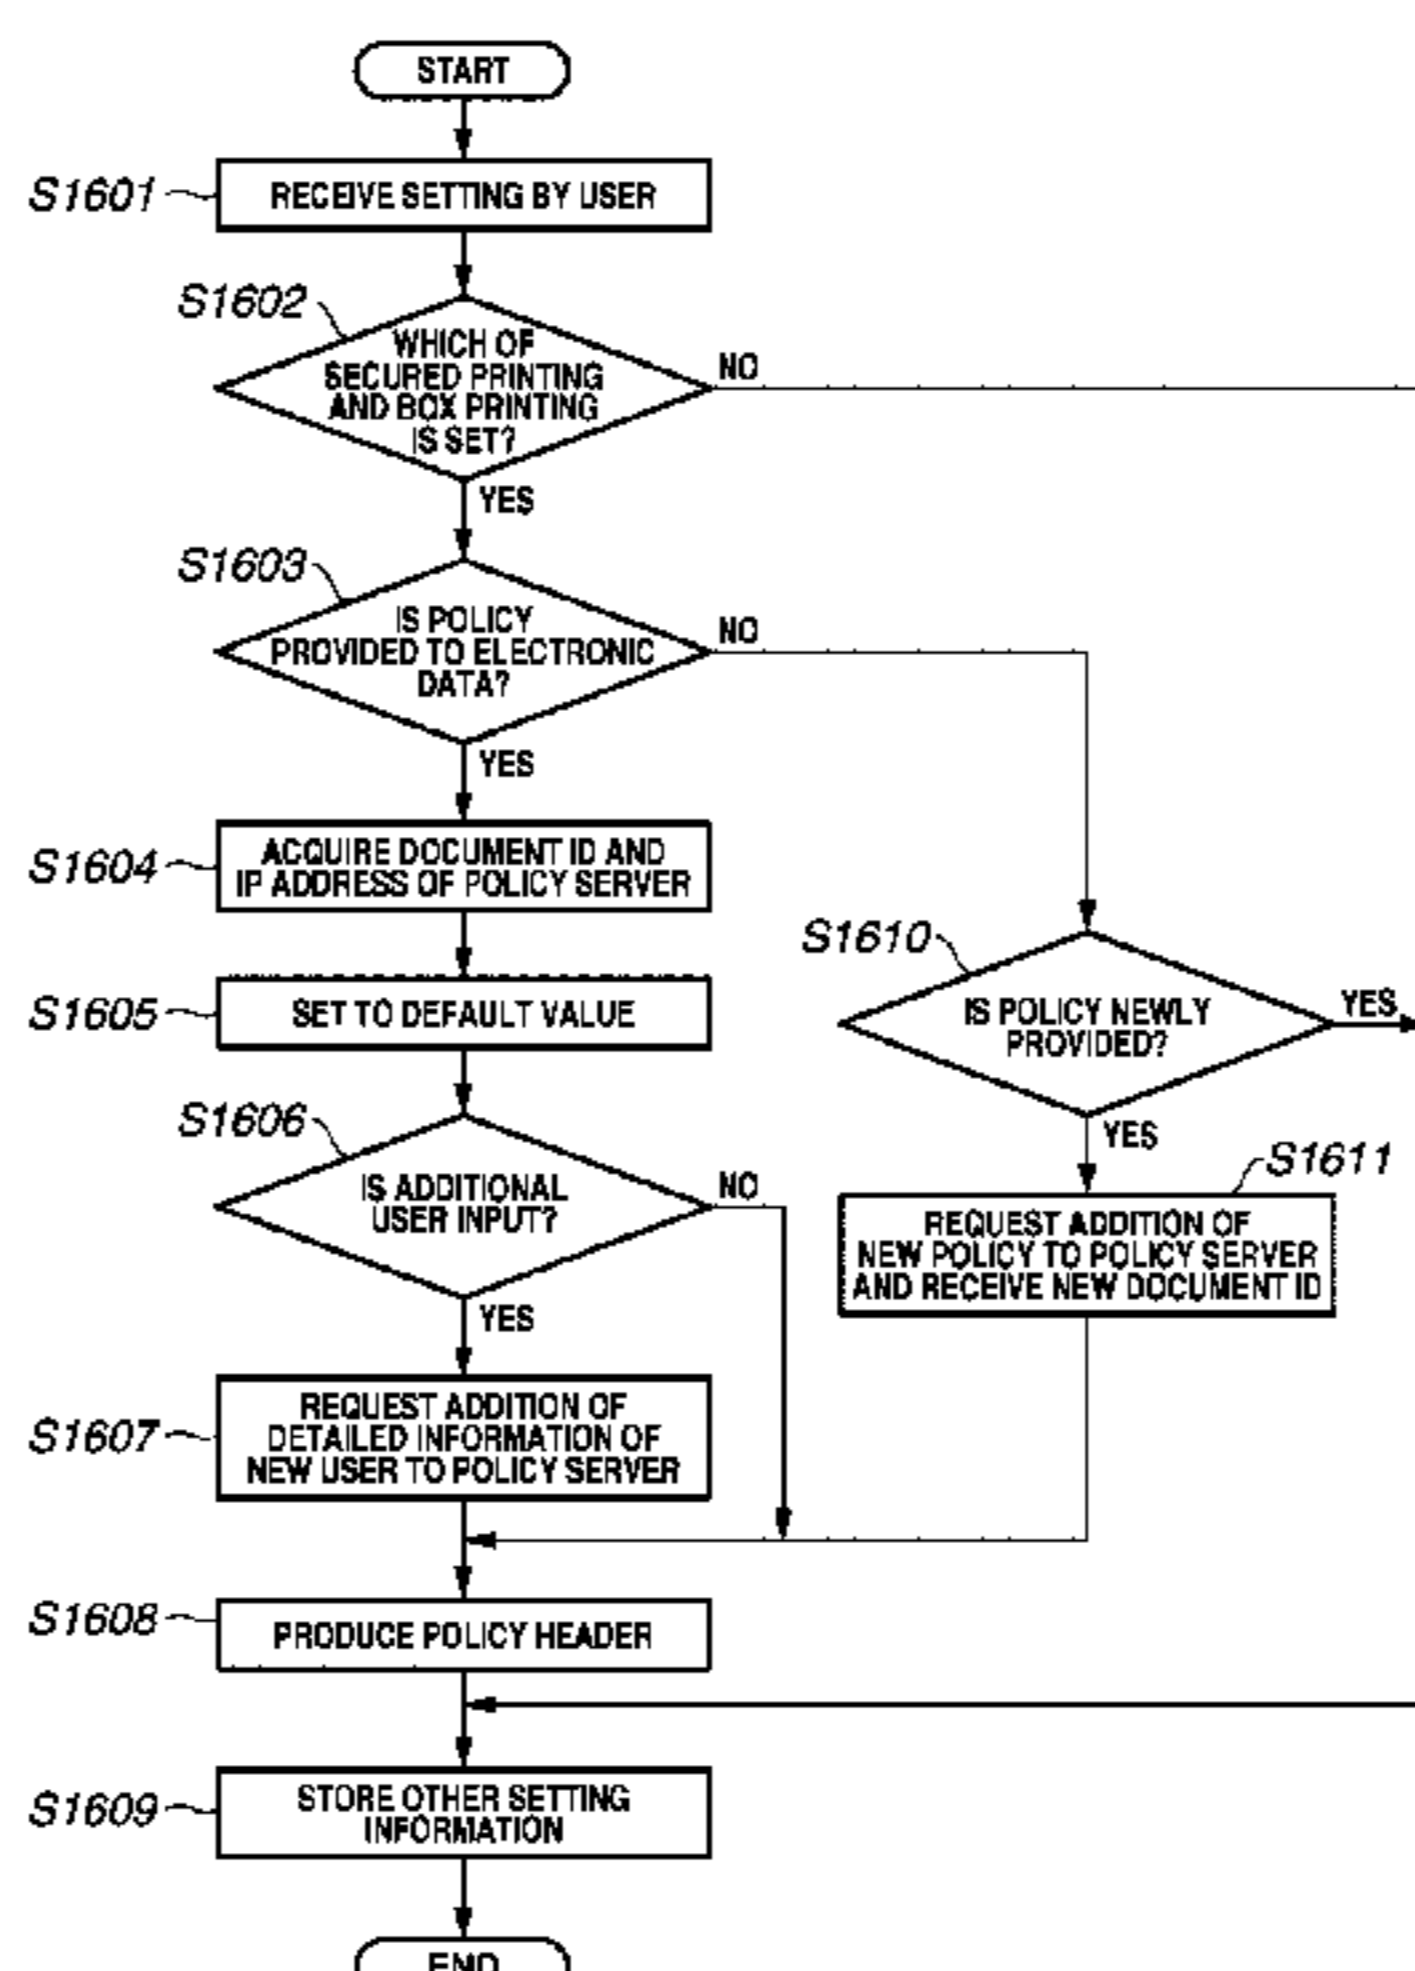 START
S1601
RECEIVE SETTING BY USER
S1602
WHICH OF
SECURED PRINTING
AND BOX PRINTING
IS SET?
NO
YES
S1603
IS POLICY
PROVIDED TO ELECTRONIC
DATA?
NO
YES
S1604
ACQUIRE DOCUMENT ID AND
IP ADDRESS OF POLICY SERVER
S1605
SET TO DEFAULT VALUE
S1610
IS POLICY NEWLY
PROVIDED?
YES
YES
S1606
IS ADDITIONAL
USER INPUT?
NO
YES
S1611
REQUEST ADDITION OF
NEW POLICY TO POLICY SERVER
AND RECEIVE NEW DOCUMENT ID
S1607
REQUEST ADDITION OF
DETAILED INFORMATION OF
NEW USER TO POLICY SERVER
S1608
PRODUCE POLICY HEADER
S1609
STORE OTHER SETTING
INFORMATION
END